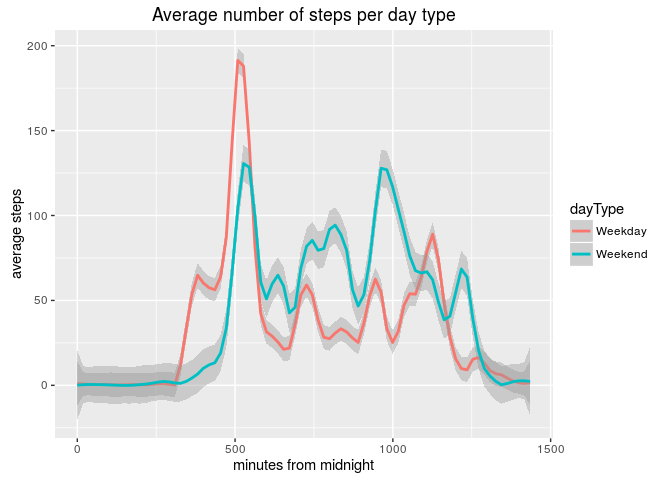 Average number of steps per day type
200
150
100
50
0
average steps
0 500 1000 1500
minutes from midnight
dayType
Weekday
Weekend